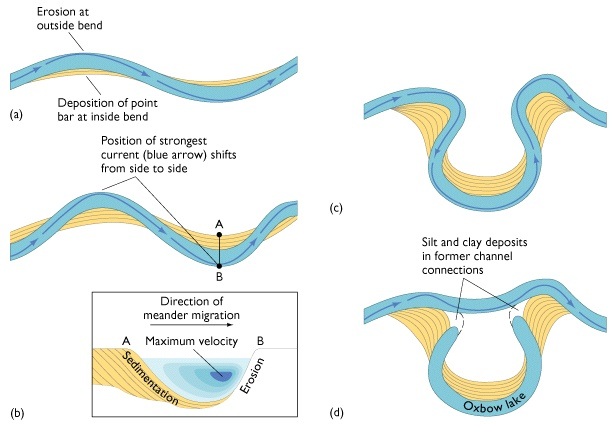 Erosion at
outside bend
Deposition of point
bar at inside bend
(a)
Position of strongest
current (blue arrow) shifts
from side to side
A
B
Direction of
meander migration
Maximum velocity
A
B
Sedimentation
Erosion
(b)
(c)
Silt and clay deposits
in former channel
connections
Oxbow lake
(d)